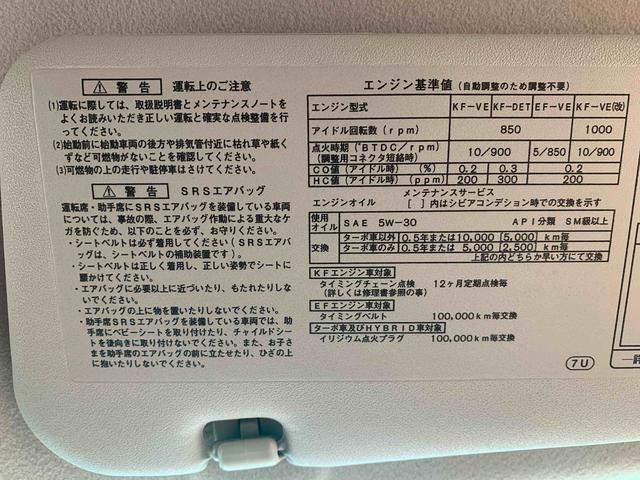 警告 運転上のご注意
(1)運転に際しては、取扱説明書とメンテナンスノートを
よくお読みいただき正しい運転と確実な点検整備を行
ってください。
(2)始動前に始動車両の後方や排気管付近に枯れ草や紙く
ずなど可燃物がないことを確認してください。
(3)可燃物の上の走行や駐停車はさけてください。
警告 SRSエアバッグ
運転席・助手席にSRSエアバッグを装備している車両
については、事故の際、エアバッグ作動による重大なケ
ガを防ぐため、以下のことを必ず、お守りください。
・シートベルトは必ず着用してください(SRSエアバ
ッグは、シートベルトの補助装置です)。
・シートベルトは正しく着用し、正しい姿勢でシートに
腰かけてください。
・エアバッグに必要以上に近づいたり、もたれたりしな
いでください。
・エアバッグの上に物を置いたりしないでください。
・助手席SRSエアバッグを装備している車両では、助
手席にベビーシートを取り付けたり、チャイルドシート
を後向きに取り付けないでください。また、お子さ
まを助手席のエアバッグの前に立たせたり、ひざの上
に抱いたりしないでください。
エンジン基準値 (自動調整のため調整不要)
エンジン型式 KF-VE KF-DET EF-VE KF-VE(改)
アイドル回転数(rpm) 850 1000
点火時期(°BTDC/rpm) 10/900 5/850 10/900
(調整用コネクタ短絡時)
CO値(アイドル時) (%) 0.2 0.3 0.2
HC値(アイドル時) (ppm) 200 300 200
メンテナンスサービス
エンジンオイル [ ]内はシビアコンデション時での交換を示す
使用オイル SAE 5W-30 API分類 SM級以上
交換 ターボ車以外 0.5年または10,000 [5,000] km毎
ターボ車のみ 0.5年または 5,000 [2,500] km毎
上記の内どちらか早い方にて交換
KFエンジン車対象
タイミングチェーン点検 12ヶ月定期点検毎
(詳しくは修理書参照の事)
EFエンジン車対象
タイミングベルト 100,000km毎交換
ターボ車及びHYBRID車対象
イリジウム点火プラグ 100,000km毎交換
7U